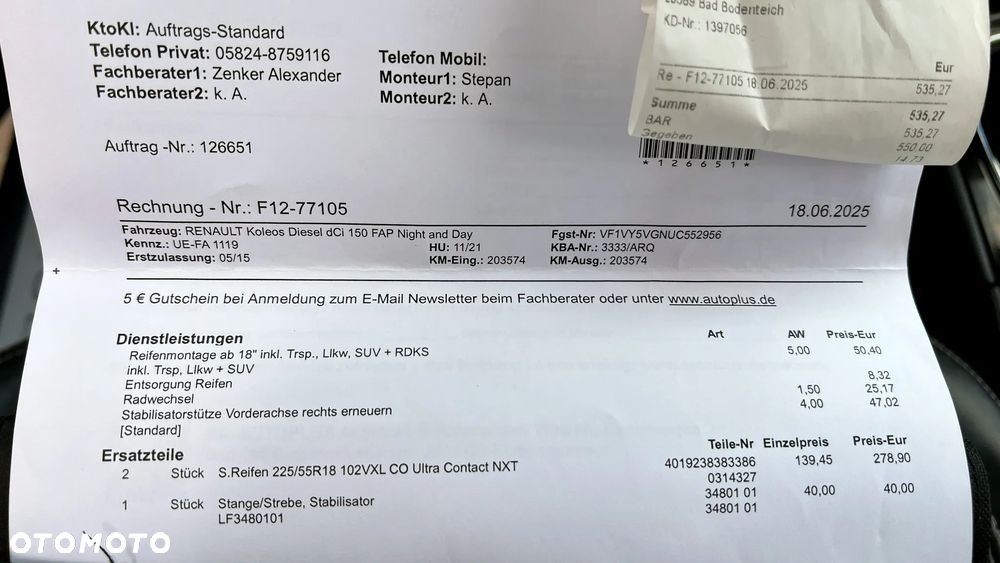 KtoKl: Auftrags-Standard
Telefon Privat: 05824-8759116 Telefon Mobil:
Fachberater1: Zenker Alexander Monteur1: Stepan
Fachberater2: k. A. Monteur2: k. A.
Auftrag -Nr.: 126651
Bad Bodenteich
KD-Nr.: 1397056
Eur
Re - F12-77105 18.06.2025 535,27
Summe 535,27
BAR 535,27
Gegeben 550,00
14,73
*126651*
Rechnung - Nr.: F12-77105 18.06.2025
Fahrzeug: RENAULT Koleos Diesel dCi 150 FAP Night and Day Fgst-Nr: VF1VY5VGNUC552956
Kennz.: UE-FA 1119 HU: 11/21 KBA-Nr.: 3333/ARQ
Erstzulassung: 05/15 KM-Eing.: 203574 KM-Ausg.: 203574
5 € Gutschein bei Anmeldung zum E-Mail Newsletter beim Fachberater oder unter www.autoplus.de
Dienstleistungen Art AW Preis-Eur
Reifenmontage ab 18" inkl. Trsp., Llkw, SUV + RDKS 5,00 50,40
inkl. Trsp, Llkw + SUV
Entsorgung Reifen 8,32
Radwechsel 1,50 25,17
Stabilisatorstütze Vorderachse rechts erneuern 4,00 47,02
[Standard]
Ersatzteile Teile-Nr Einzelpreis Preis-Eur
2 Stück S.Reifen 225/55R18 102VXL CO Ultra Contact NXT 4019238383386 139,45 278,90
0314327
1 Stück Stange/Strebe, Stabilisator 34801 01 40,00 40,00
LF3480101 34801 01
OTOMOTO